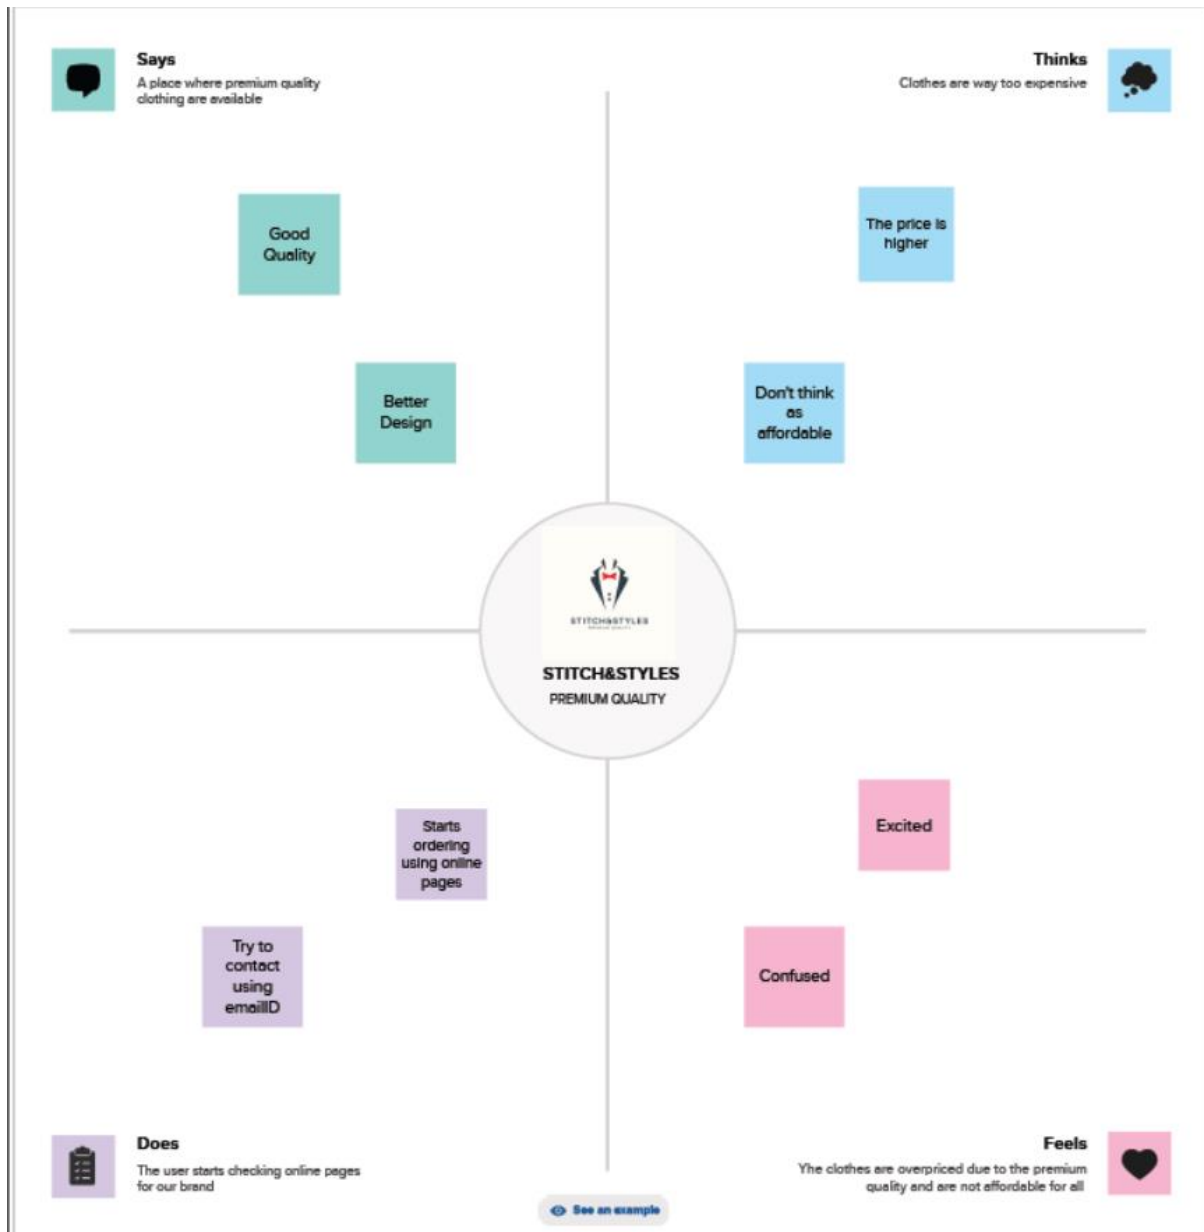 Says
A place where premium quality
clothing are available
Thinks
Clothes are way too expensive
Good
Quality
The price is
higher
Better
Design
Don't think
as
affordable
STITCH&STYLES
STITCH&STYLES
PREMIUM QUALITY
Starts
ordering
using online
pages
Excited
Try to
contact
using
emailID
Confused
Does
The user starts checking online pages
for our brand
Feels
Yhe clothes are overpriced due to the premium
quality and are not affordable for all
See an example